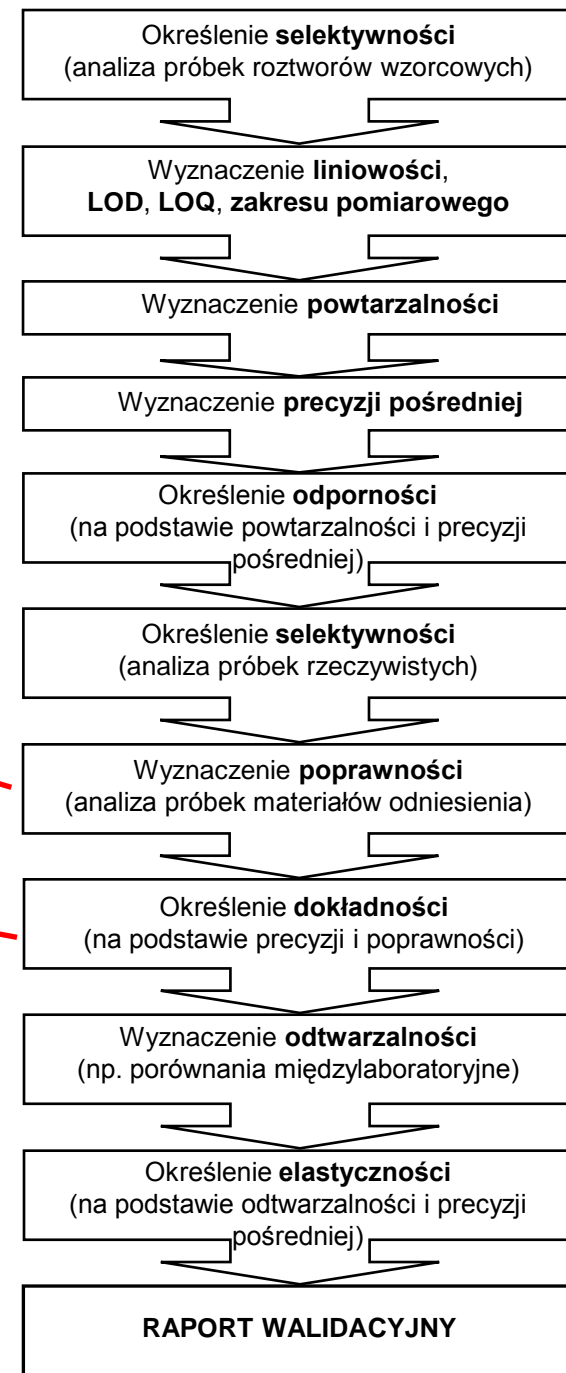 Określenie selektywności
(analiza próbek roztworów wzorcowych)
Wyznaczenie liniowości,
LOD, LOQ, zakresu pomiarowego
Wyznaczenie powtarzalności
Wyznaczenie precyzji pośredniej
Określenie odporności
(na podstawie powtarzalności i precyzji
pośredniej)
Określenie selektywności
(analiza próbek rzeczywistych)
Wyznaczenie poprawności
(analiza próbek materiałów odniesienia)
Określenie dokładności
(na podstawie precyzji i poprawności)
Wyznaczenie odtwarzalności
(np. porównania międzylaboratoryjne)
Określenie elastyczności
(na podstawie odtwarzalności i precyzji
pośredniej)
RAPORT WALIDACYJNY